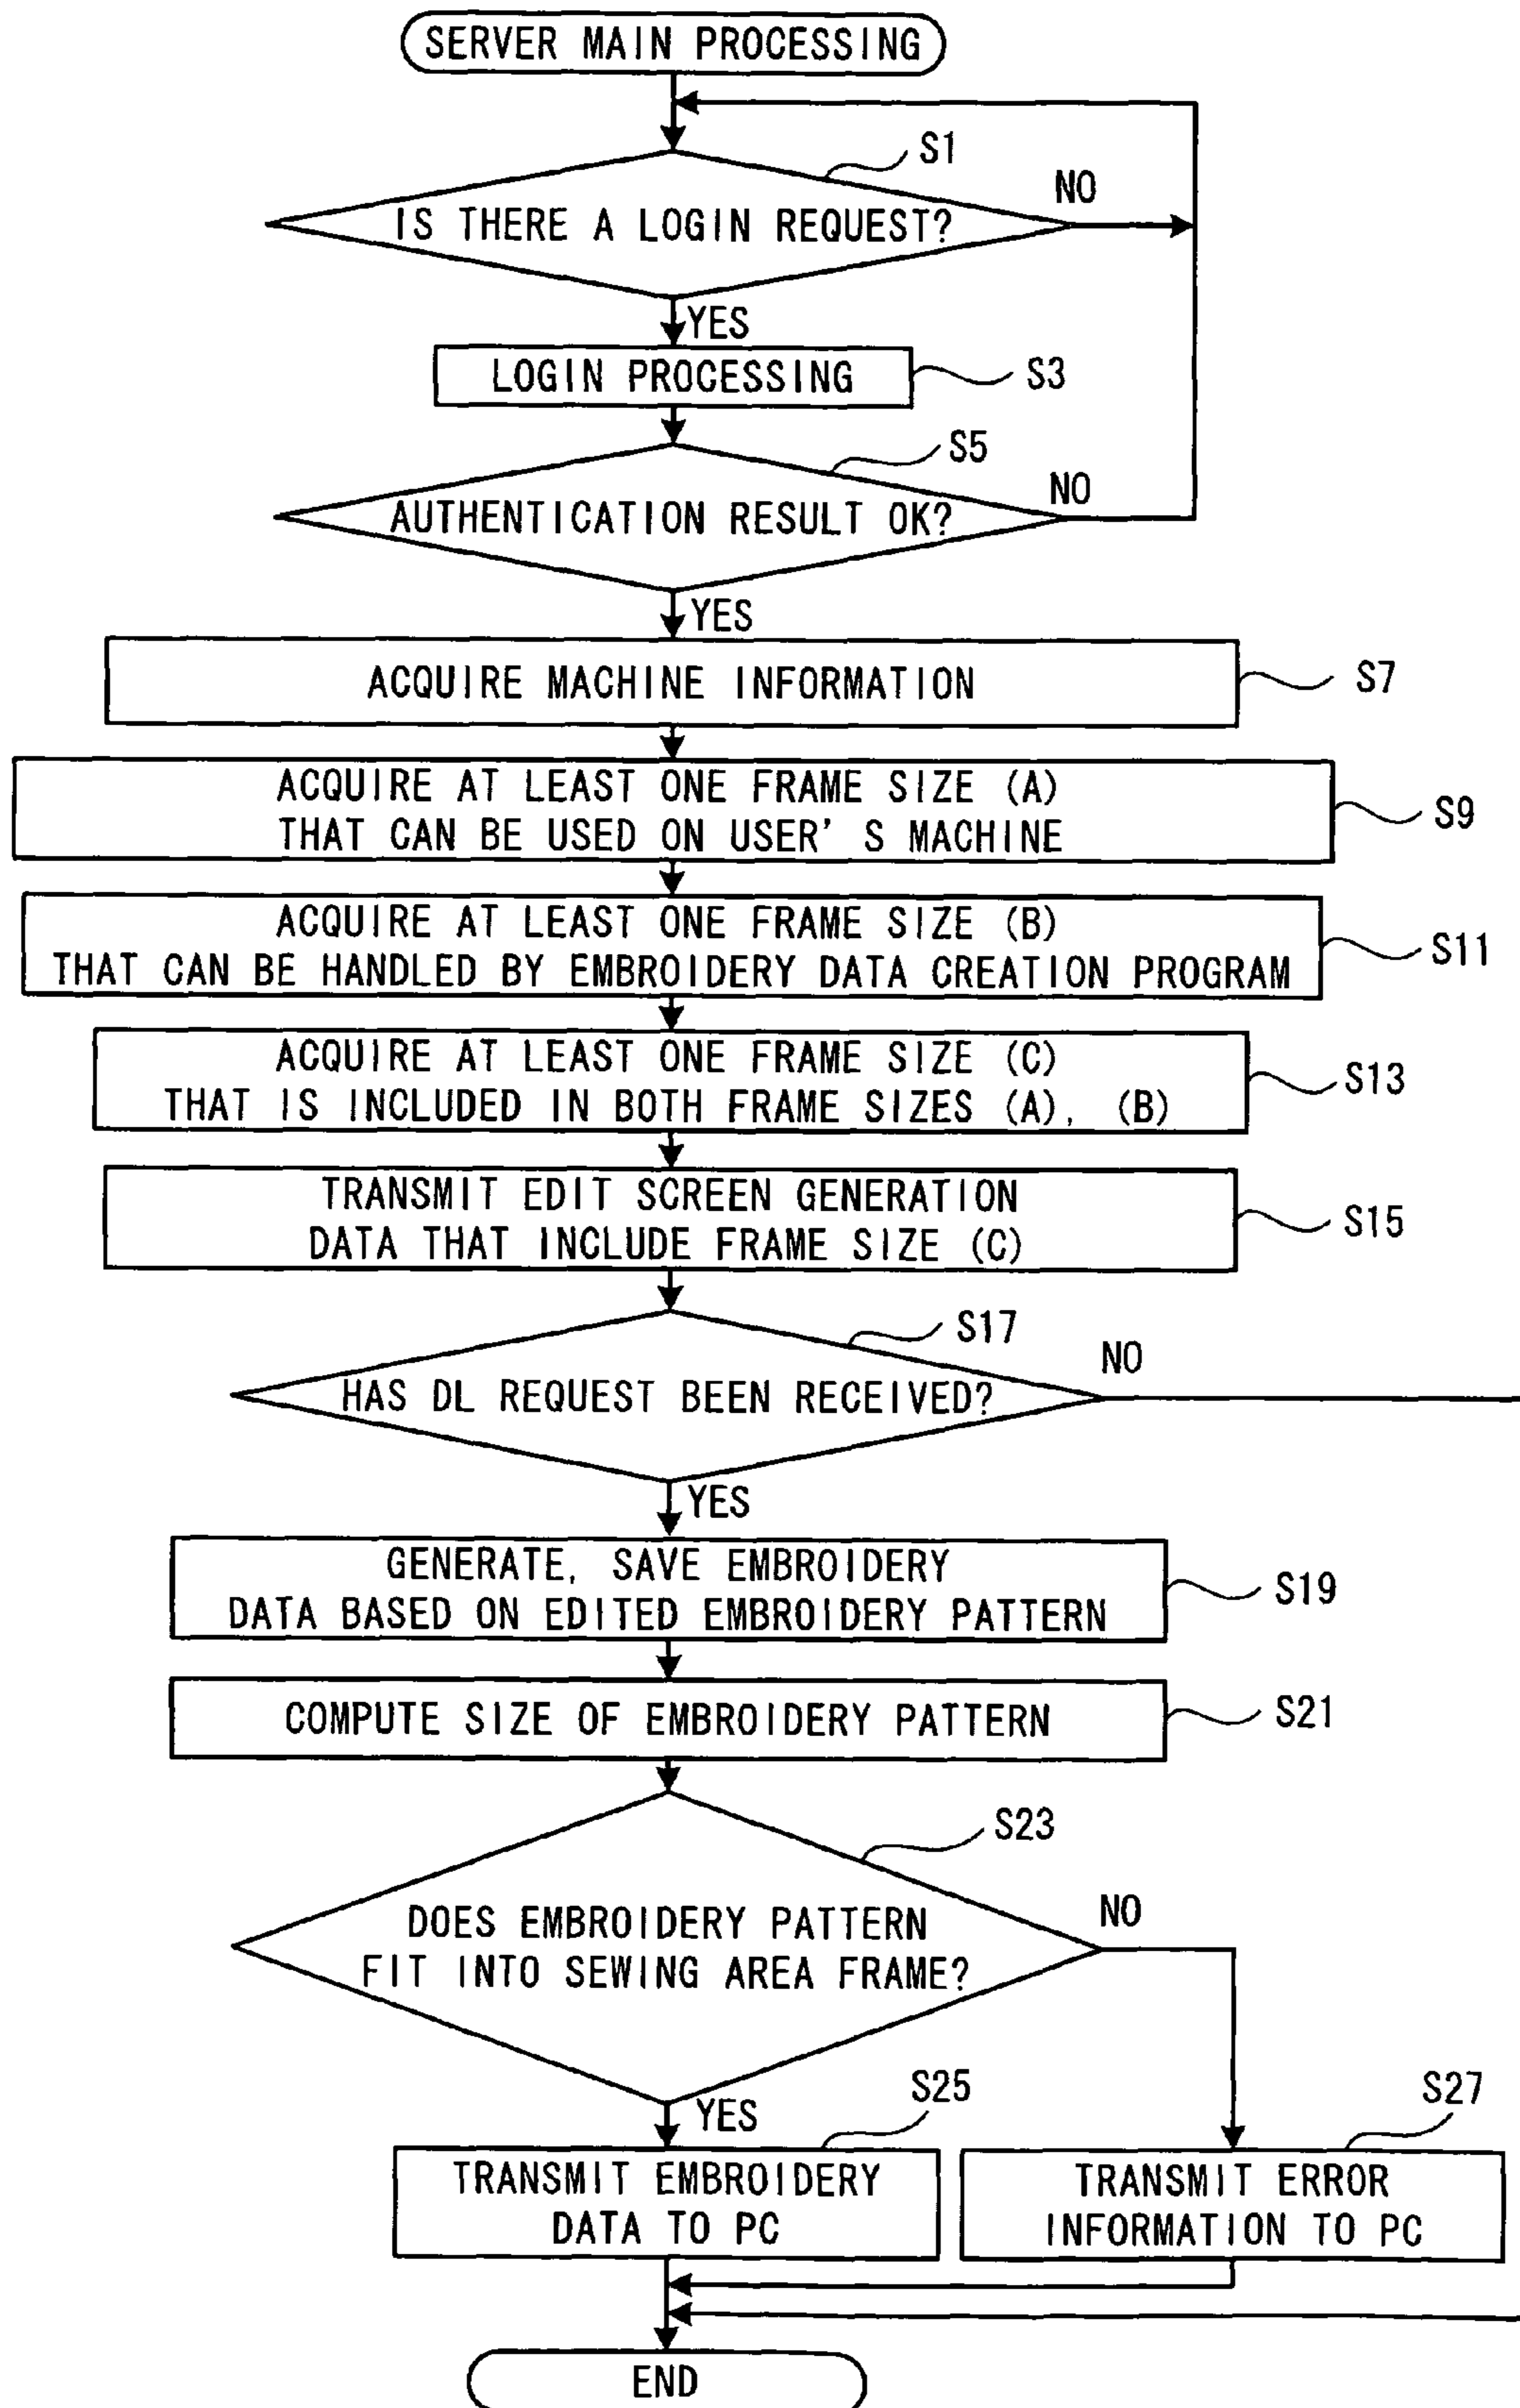 SERVER MAIN PROCESSING
S1
NO
IS THERE A LOGIN REQUEST?
YES
LOGIN PROCESSING
S3
S5
NO
AUTHENTICATION RESULT OK?
YES
ACQUIRE MACHINE INFORMATION
S7
ACQUIRE AT LEAST ONE FRAME SIZE (A)
THAT CAN BE USED ON USER'S MACHINE
S9
ACQUIRE AT LEAST ONE FRAME SIZE (B)
THAT CAN BE HANDLED BY EMBROIDERY DATA CREATION PROGRAM
S11
ACQUIRE AT LEAST ONE FRAME SIZE (C)
THAT IS INCLUDED IN BOTH FRAME SIZES (A), (B)
S13
TRANSMIT EDIT SCREEN GENERATION
DATA THAT INCLUDE FRAME SIZE (C)
S15
S17
NO
HAS DL REQUEST BEEN RECEIVED?
YES
GENERATE, SAVE EMBROIDERY
DATA BASED ON EDITED EMBROIDERY PATTERN
S19
COMPUTE SIZE OF EMBROIDERY PATTERN
S21
S23
NO
DOES EMBROIDERY PATTERN
FIT INTO SEWING AREA FRAME?
YES
S25
S27
TRANSMIT EMBROIDERY
DATA TO PC
TRANSMIT ERROR
INFORMATION TO PC
END